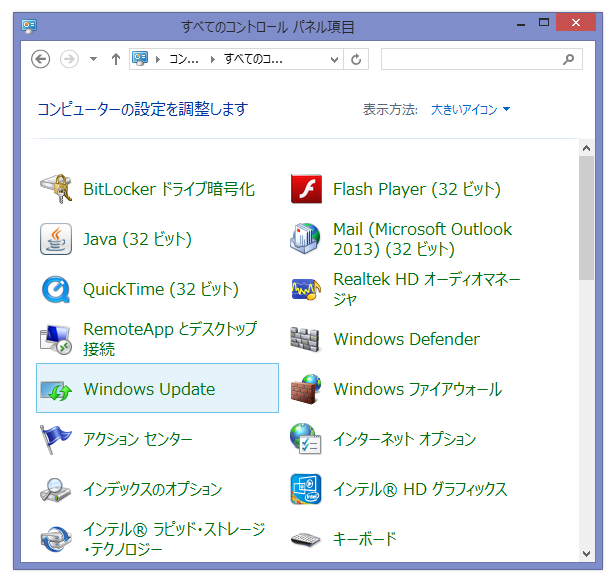 すべてのコントロール パネル項目
コン... すべてのコ...
コンピューターの設定を調整します
表示方法: 大きいアイコン
BitLocker ドライブ暗号化
Flash Player (32 ビット)
Java (32 ビット)
Mail (Microsoft Outlook
2013) (32 ビット)
QuickTime (32 ビット)
Realtek HD オーディオマネー
ジャ
RemoteApp とデスクトップ
接続
Windows Defender
Windows Update
Windows ファイアウォール
アクション センター
インターネット オプション
インデックスのオプション
インテル® HD グラフィックス
インテル® ラピッド・ストレージ
・テクノロジー
キーボード